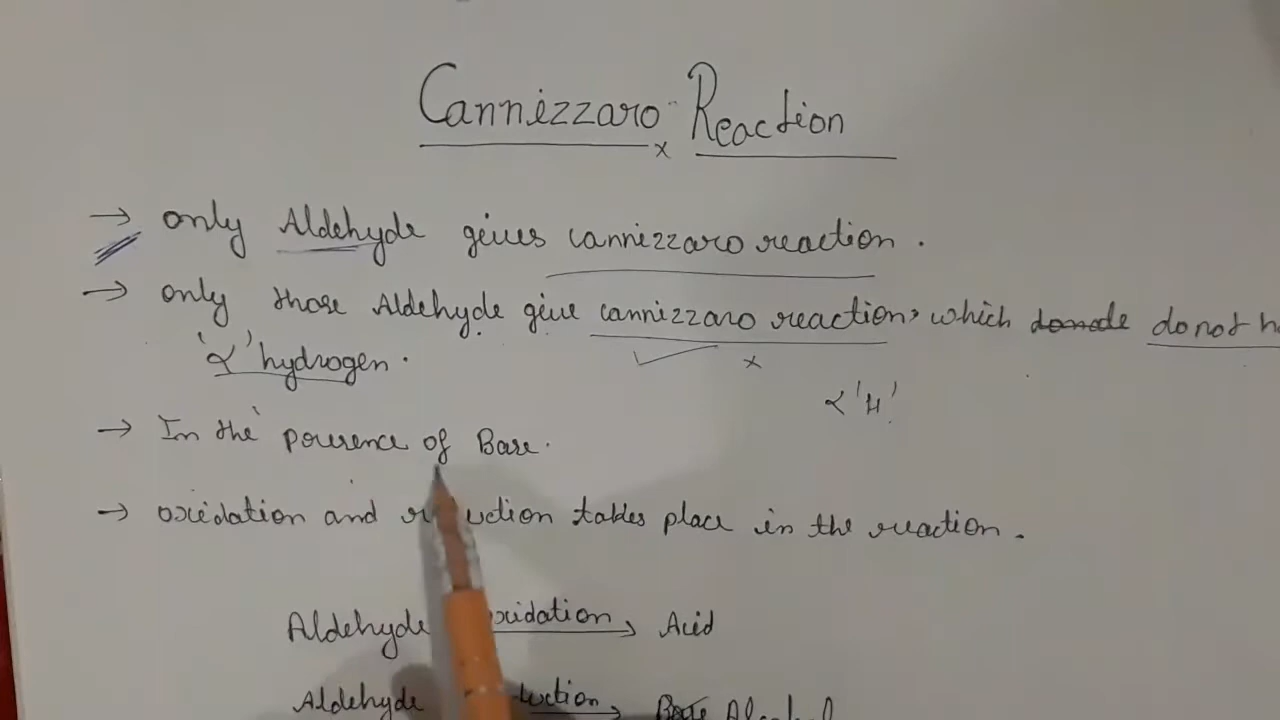 Cannizzaro Reaction
→ only Aldehyde gives cannizzaro reaction.
→ only those Aldehyde give cannizzaro reaction, which do not
'α' hydrogen.
α 'H'
→ In the presence of Base.
→ oxidation and reduction takes place in the reaction.
Aldehyde oxidation → Acid
Aldehyde → Alcohol